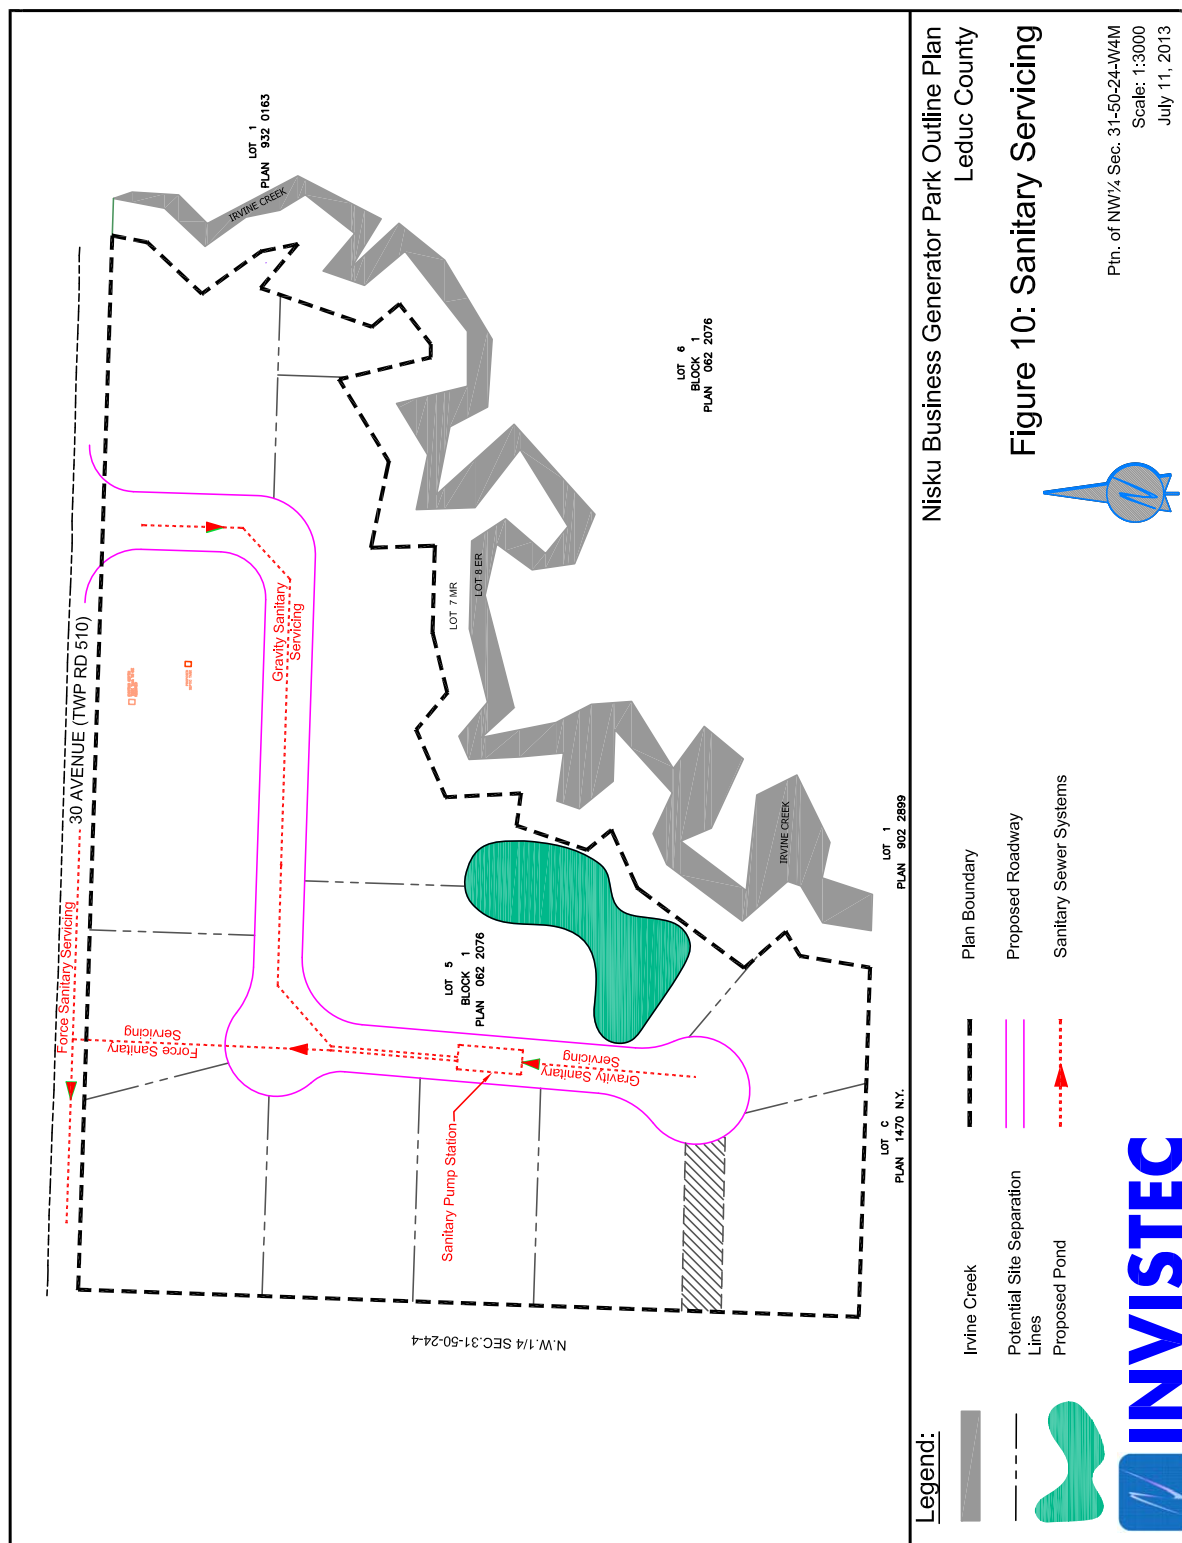 LOT 1
PLAN 932 0163
IRVINE CREEK
30 AVENUE (TWP RD 510)
LOT 6
BLOCK 1
PLAN 062 2076
Gravity Sanitary
Servicing
LOT 7 MR
LOT 8 ER
Force Sanitary Servicing
Force Sanitary
Servicing
LOT 5
BLOCK 1
PLAN 062 2076
Gravity Sanitary
Servicing
Sanitary Pump Station
IRVINE CREEK
LOT 1
PLAN 902 2899
LOT C
PLAN 1470 N.Y.
N.W.1/4 SEC.31-50-24-4
Nisku Business Generator Park Outline Plan
Leduc County
Figure 10: Sanitary Servicing
Ptn. of NW¼ Sec. 31-50-24-W4M
Scale: 1:3000
July 11, 2013
Legend:
Irvine Creek
Potential Site Separation
Lines
Proposed Pond
Plan Boundary
Proposed Roadway
Sanitary Sewer Systems
INVISTEC